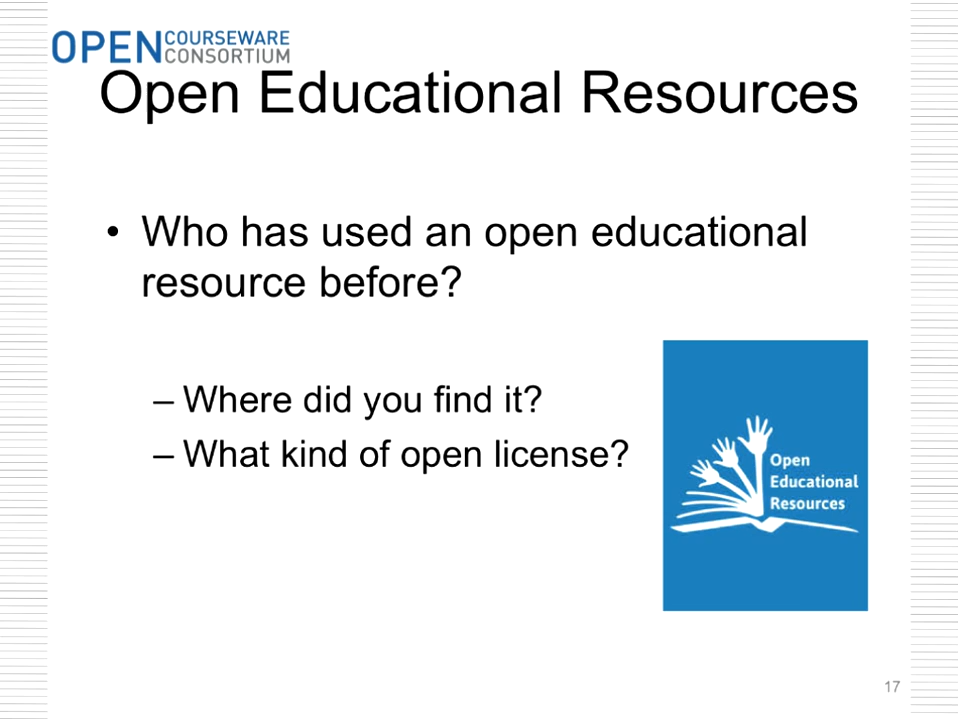 OPEN COURSEWARE
CONSORTIUM
Open Educational Resources
• Who has used an open educational
resource before?
– Where did you find it?
– What kind of open license?
Open
Educational
Resources
17